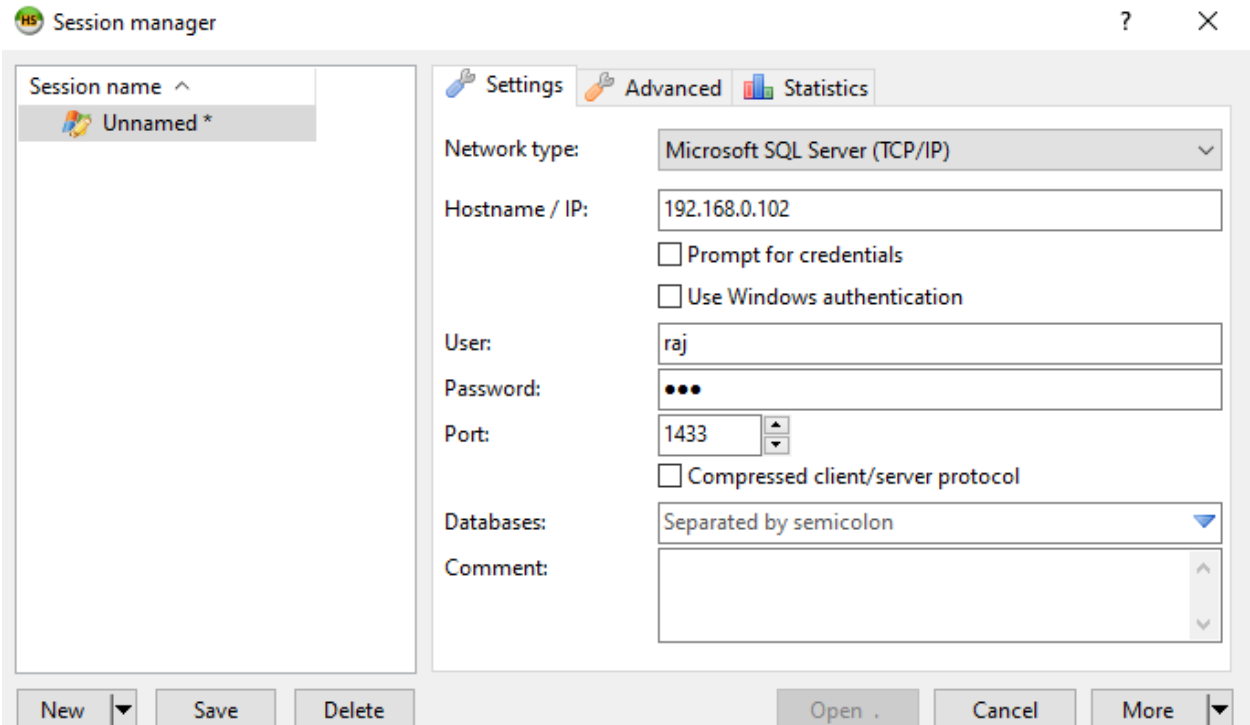 HS Session manager ?
Session name
Unnamed *
Settings Advanced Statistics
Network type: Microsoft SQL Server (TCP/IP)
Hostname / IP: 192.168.0.102
Prompt for credentials
Use Windows authentication
User: raj
Password: •••
Port: 1433
Compressed client/server protocol
Databases: Separated by semicolon
Comment:
New Save Delete Open . Cancel More